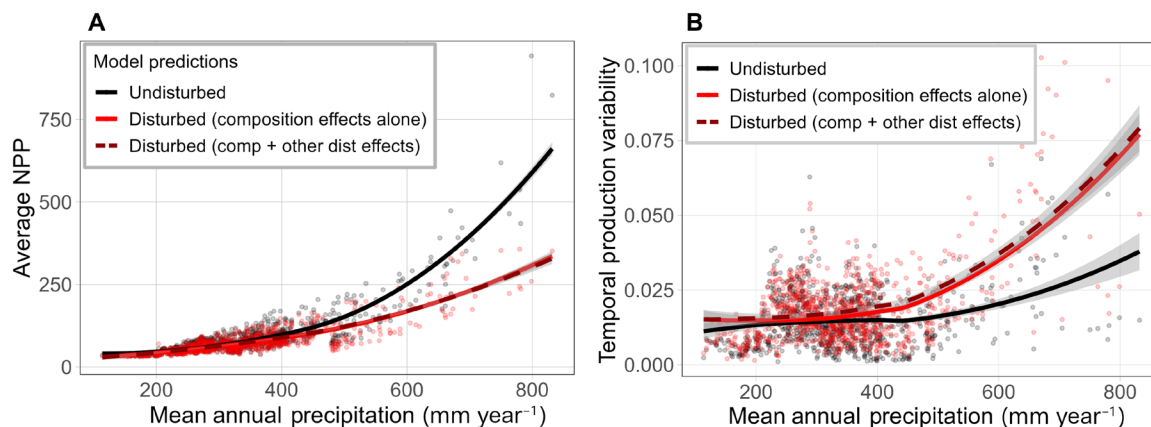 A
Model predictions
Undisturbed
Disturbed (composition effects alone)
Disturbed (comp + other dist effects)
Average NPP
750
500
250
0
200
400
600
800
Mean annual precipitation (mm year⁻¹)
B
Undisturbed
Disturbed (composition effects alone)
Disturbed (comp + other dist effects)
Temporal production variability
0.100
0.075
0.050
0.025
0.000
200
400
600
800
Mean annual precipitation (mm year⁻¹)